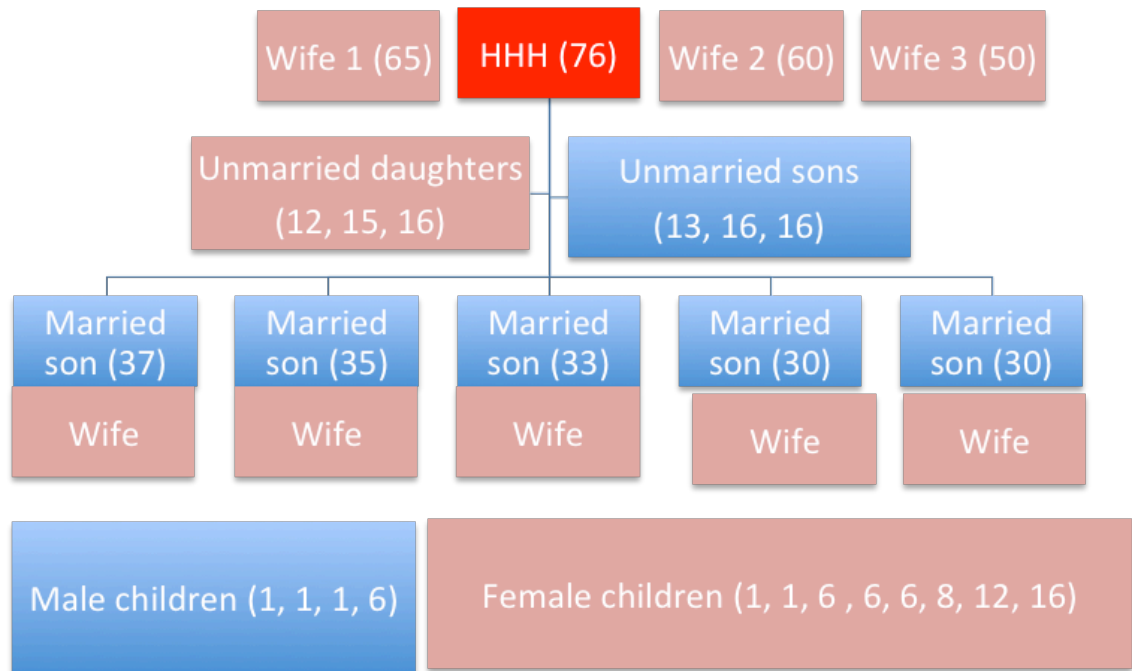 Wife 1 (65)
HHH (76)
Wife 2 (60)
Wife 3 (50)
Unmarried daughters
(12, 15, 16)
Unmarried sons
(13, 16, 16)
Married
son (37)
Married
son (35)
Married
son (33)
Married
son (30)
Married
son (30)
Wife
Wife
Wife
Wife
Wife
Male children (1, 1, 1, 6)
Female children (1, 1, 6 , 6, 6, 8, 12, 16)